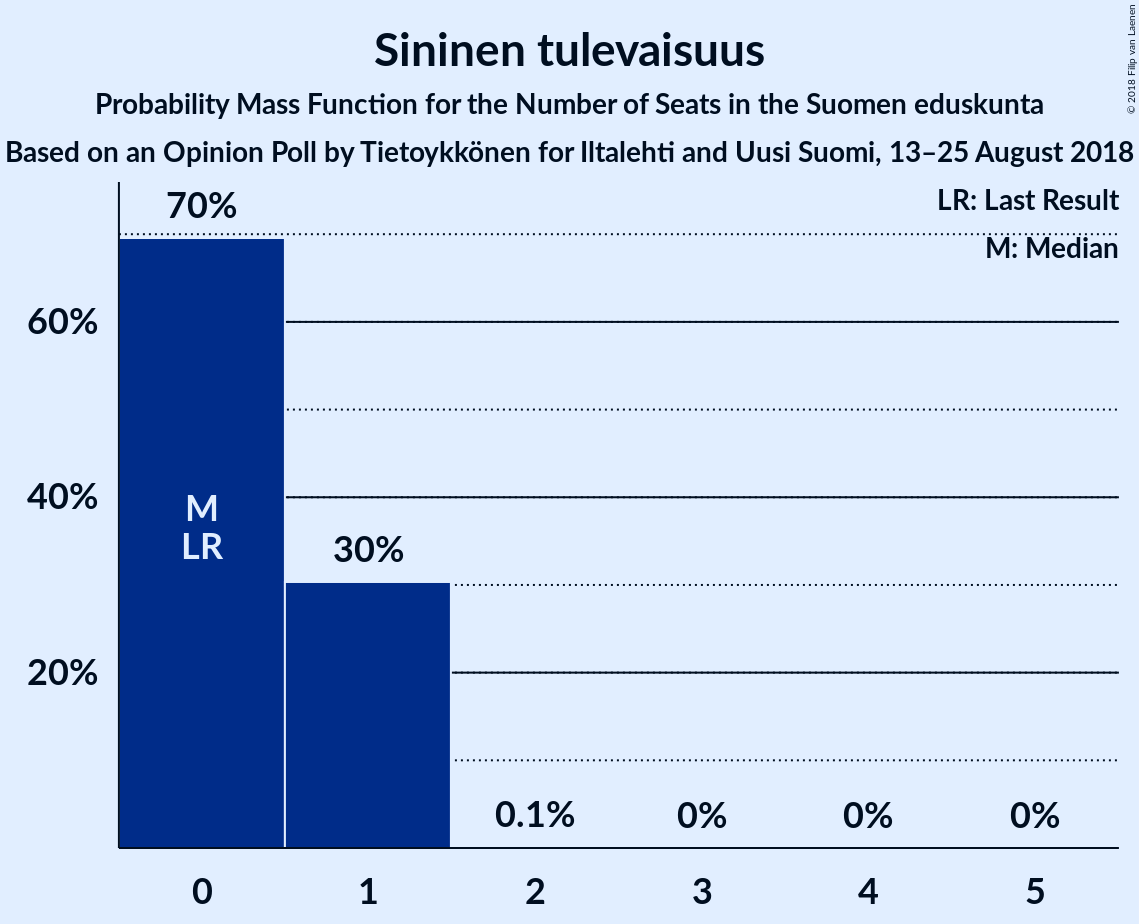 Sininen tulevaisuus
Probability Mass Function for the Number of Seats in the Suomen eduskunta
Based on an Opinion Poll by Tietoykkönen for Iltalehti and Uusi Suomi, 13–25 August 2018
© 2018 Filip van Laenen
LR: Last Result
M: Median
70%
60%
40%
20%
M
LR
30%
0.1%
0%
0%
0%
0
1
2
3
4
5